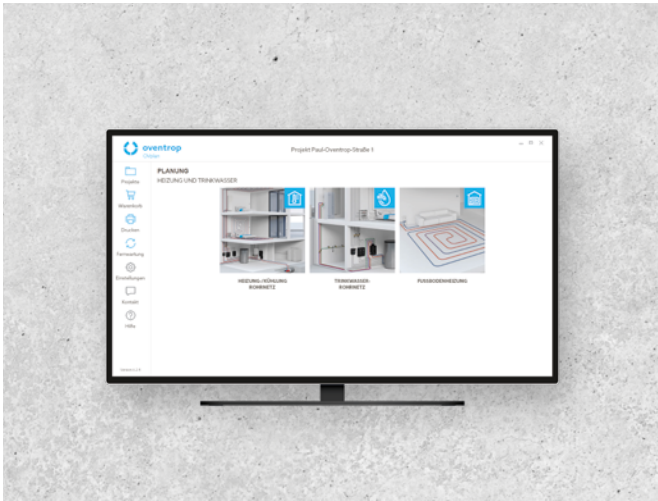 oventrop
Projekt Paul-Oventrop-Straße 1
PLANUNG
HEIZUNG UND TRINKWASSER
Projekte
Warenkorb
Drucken
Fernwartung
Einstellungen
Kontakt
Hilfe
HEIZUNG-/KÜHLUNG:
ROHRNETZ
TRINKWASSER:
ROHRNETZ
FUSSBODENHEIZUNG